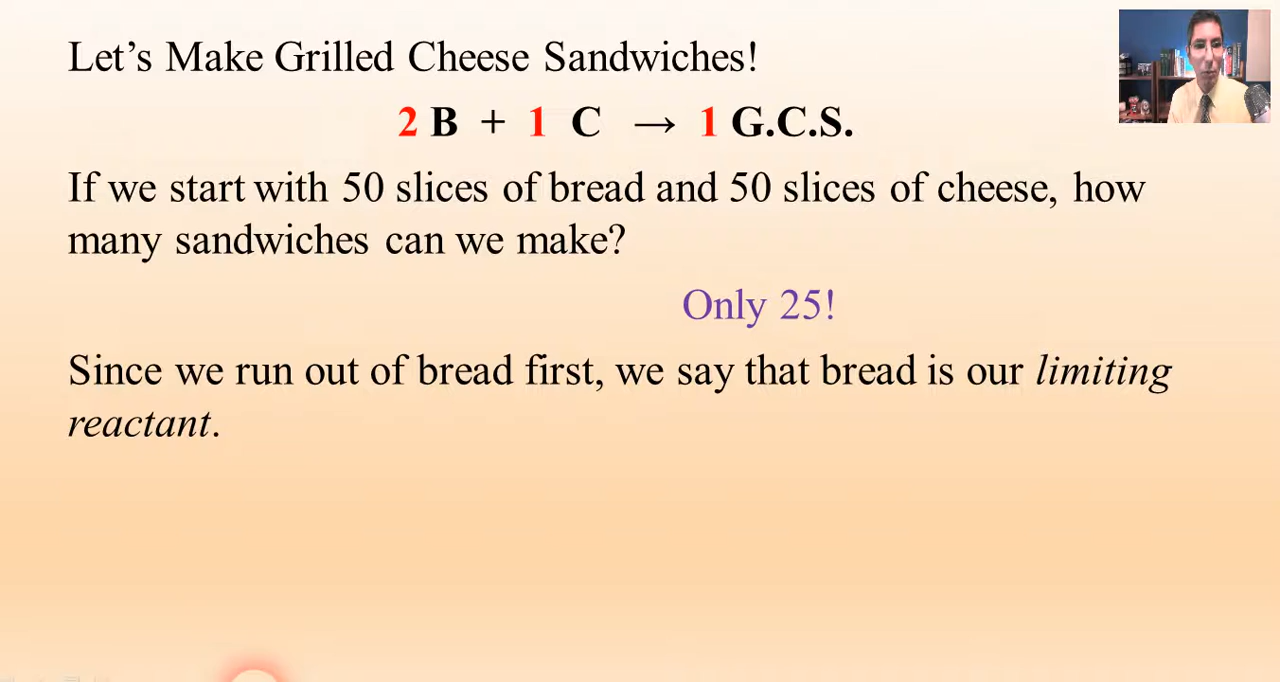 Let’s Make Grilled Cheese Sandwiches!
2 B + 1 C → 1 G.C.S.
If we start with 50 slices of bread and 50 slices of cheese, how
many sandwiches can we make?
Only 25!
Since we run out of bread first, we say that bread is our limiting
reactant.